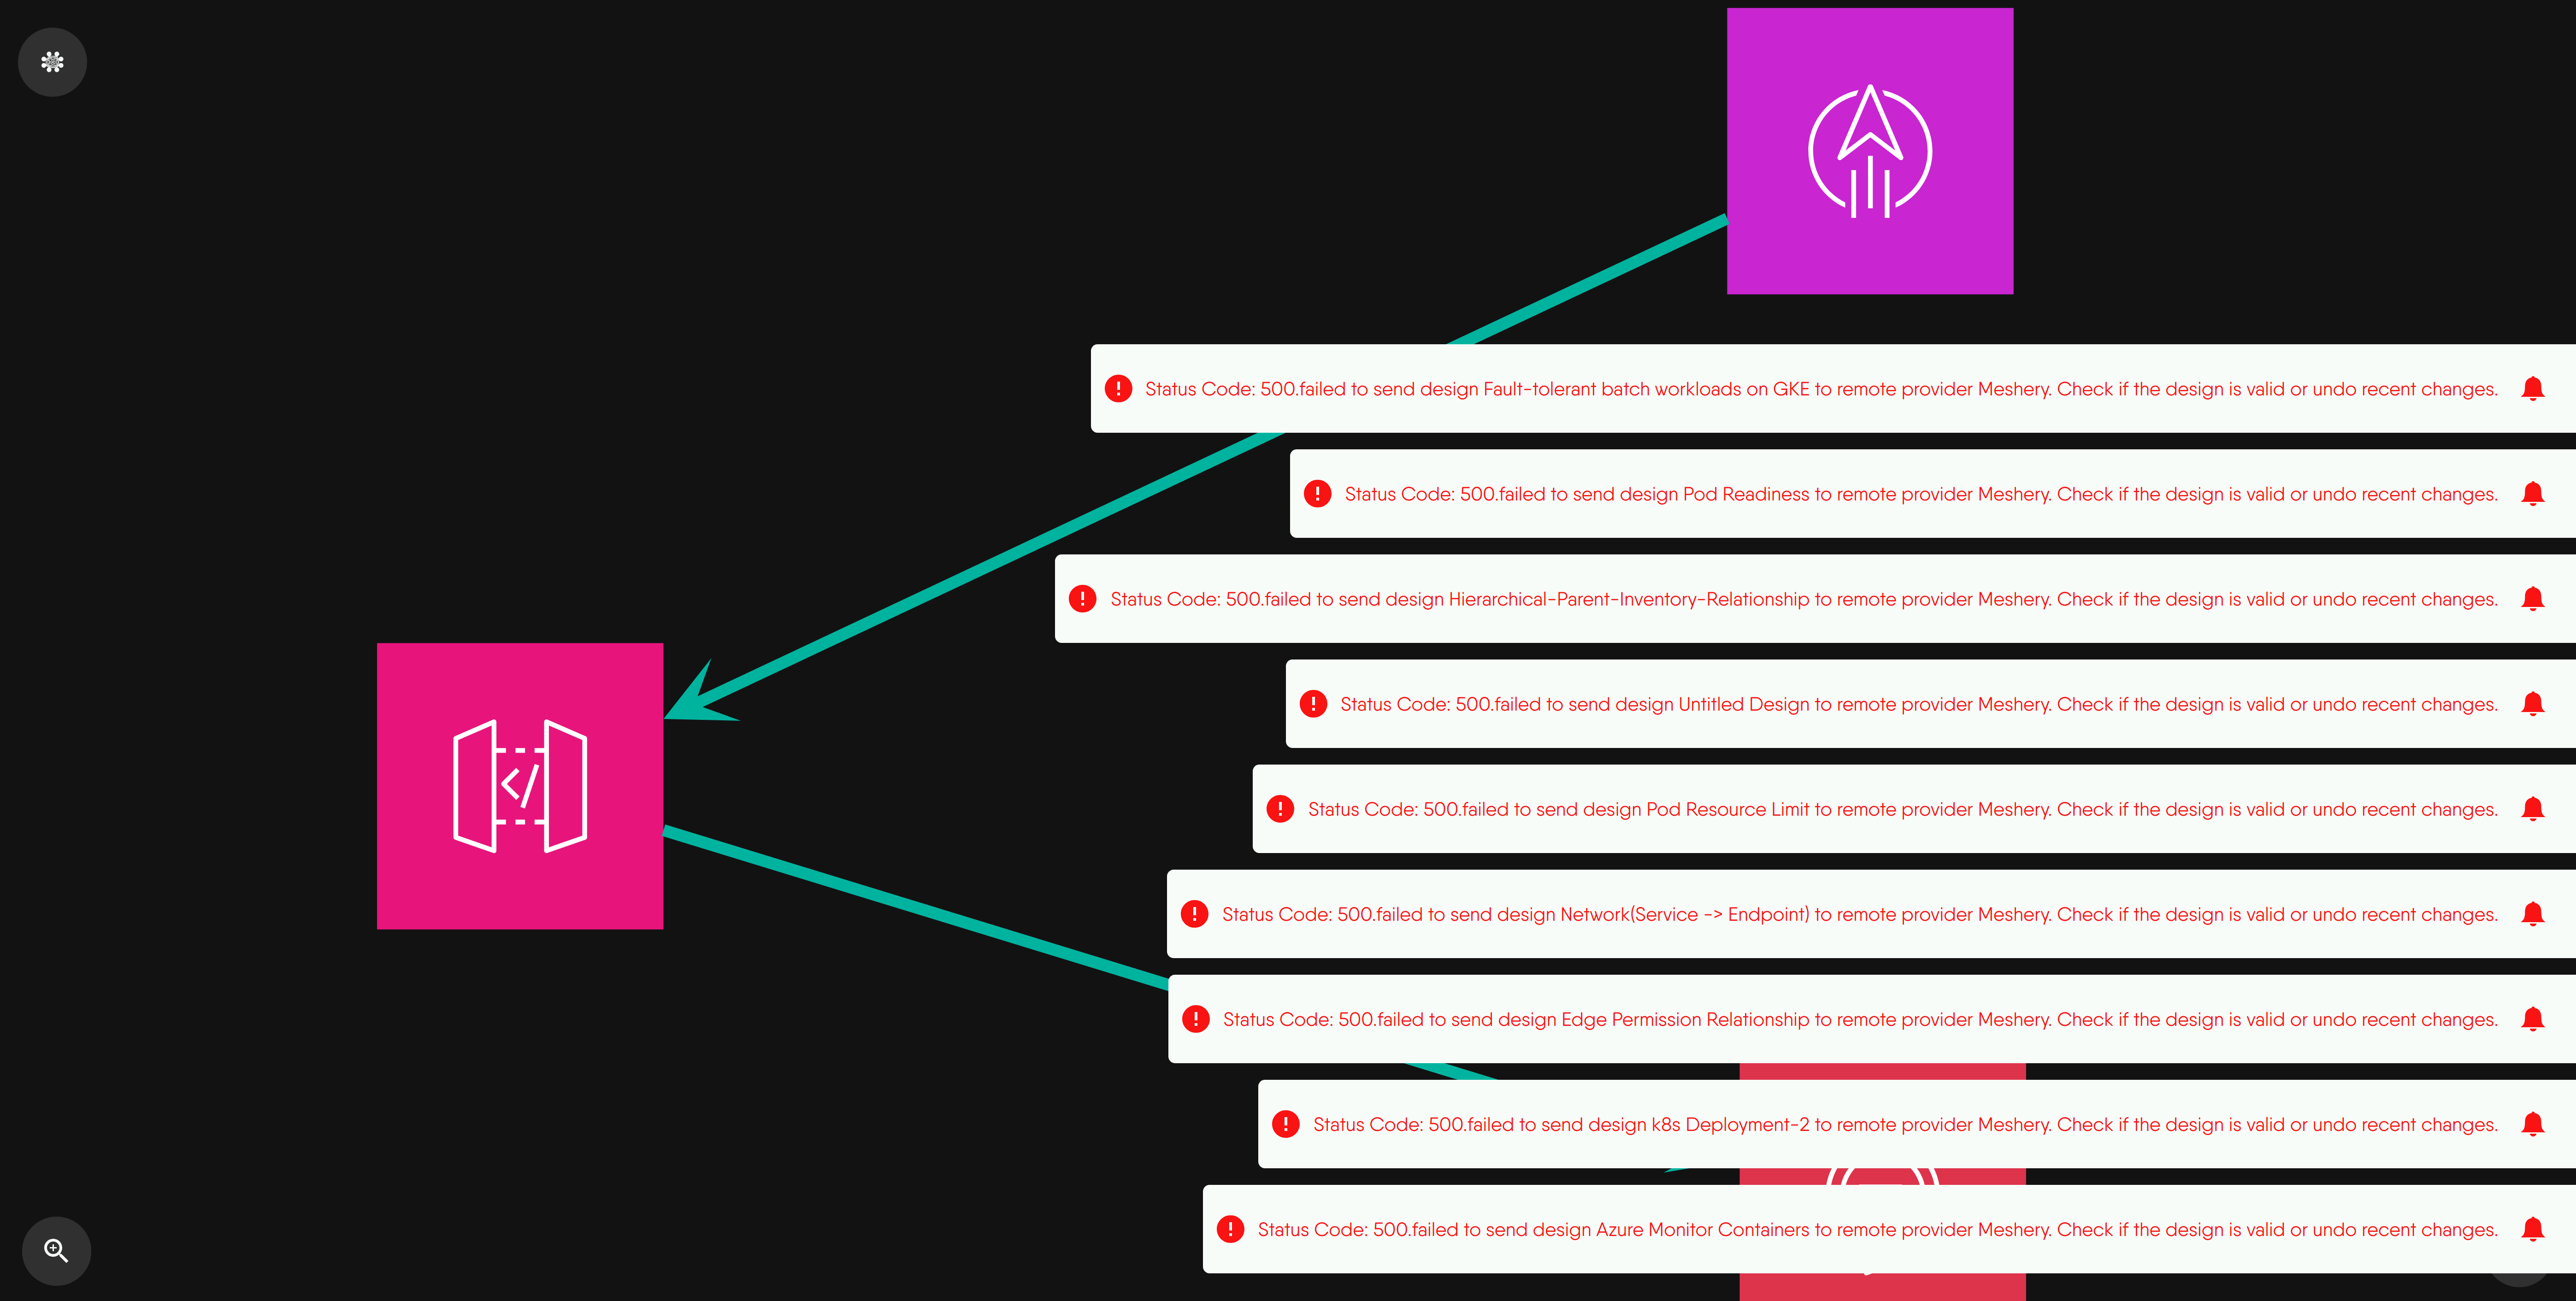 Status Code: 500.failed to send design Fault-tolerant batch workloads on GKE to remote provider Meshery. Check if the design is valid or undo recent changes.
Status Code: 500.failed to send design Pod Readiness to remote provider Meshery. Check if the design is valid or undo recent changes.
Status Code: 500.failed to send design Hierarchical-Parent-Inventory-Relationship to remote provider Meshery. Check if the design is valid or undo recent changes.
Status Code: 500.failed to send design Untitled Design to remote provider Meshery. Check if the design is valid or undo recent changes.
Status Code: 500.failed to send design Pod Resource Limit to remote provider Meshery. Check if the design is valid or undo recent changes.
Status Code: 500.failed to send design Network(Service -> Endpoint) to remote provider Meshery. Check if the design is valid or undo recent changes.
Status Code: 500.failed to send design Edge Permission Relationship to remote provider Meshery. Check if the design is valid or undo recent changes.
Status Code: 500.failed to send design k8s Deployment-2 to remote provider Meshery. Check if the design is valid or undo recent changes.
Status Code: 500.failed to send design Azure Monitor Containers to remote provider Meshery. Check if the design is valid or undo recent changes.